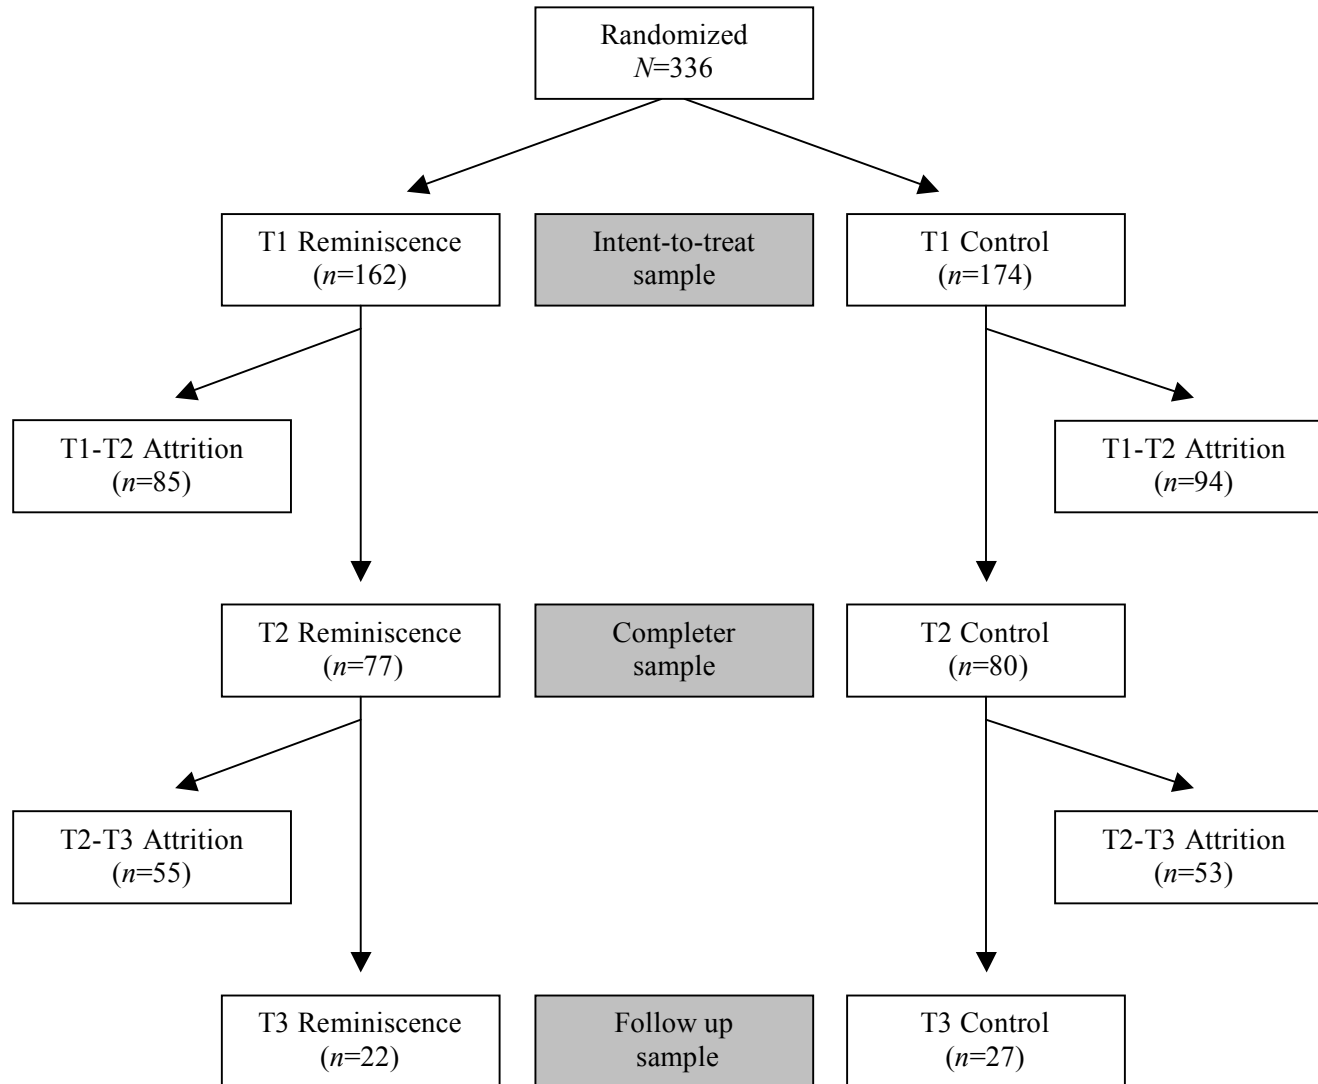 Randomized
N=336
T1 Reminiscence
(n=162)
Intent-to-treat
sample
T1 Control
(n=174)
T1-T2 Attrition
(n=85)
T1-T2 Attrition
(n=94)
T2 Reminiscence
(n=77)
Completer
sample
T2 Control
(n=80)
T2-T3 Attrition
(n=55)
T2-T3 Attrition
(n=53)
T3 Reminiscence
(n=22)
Follow up
sample
T3 Control
(n=27)